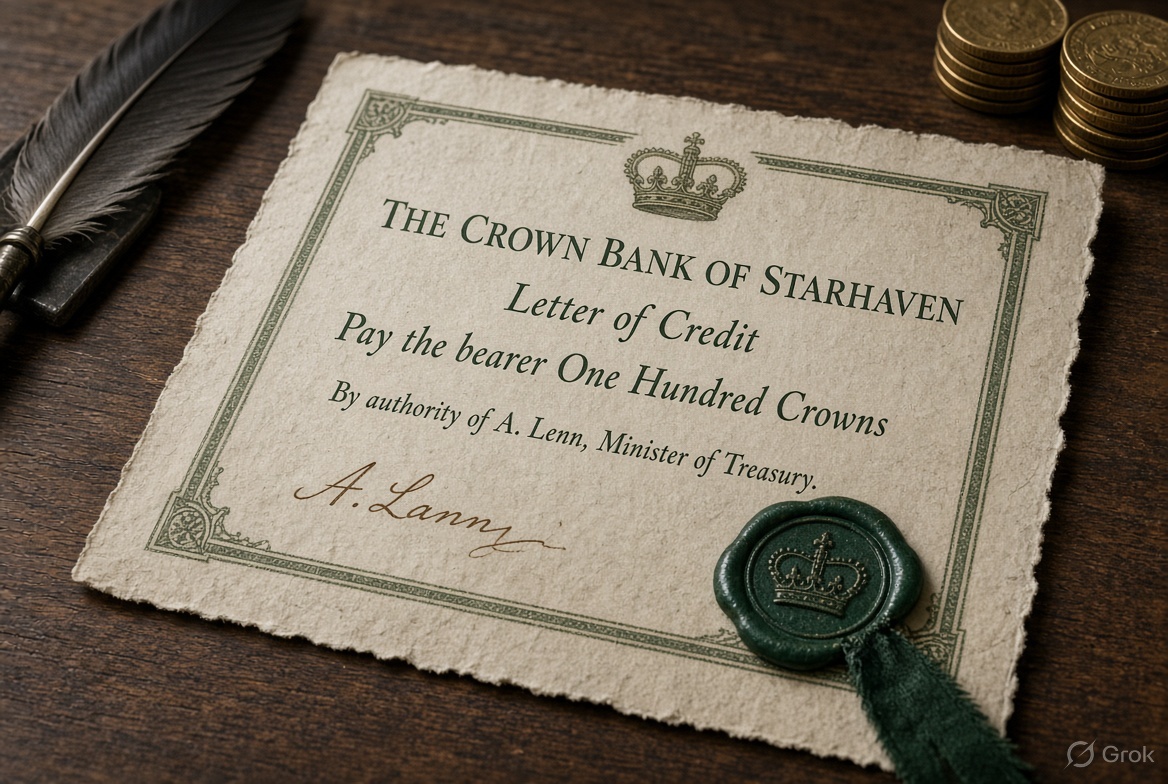 THE CROWN BANK OF STARHAVEN
Letter of Credit
Pay the bearer One Hundred Crowns
By authority of A. Lenn, Minister of Treasury.
A. Lanny
Grok